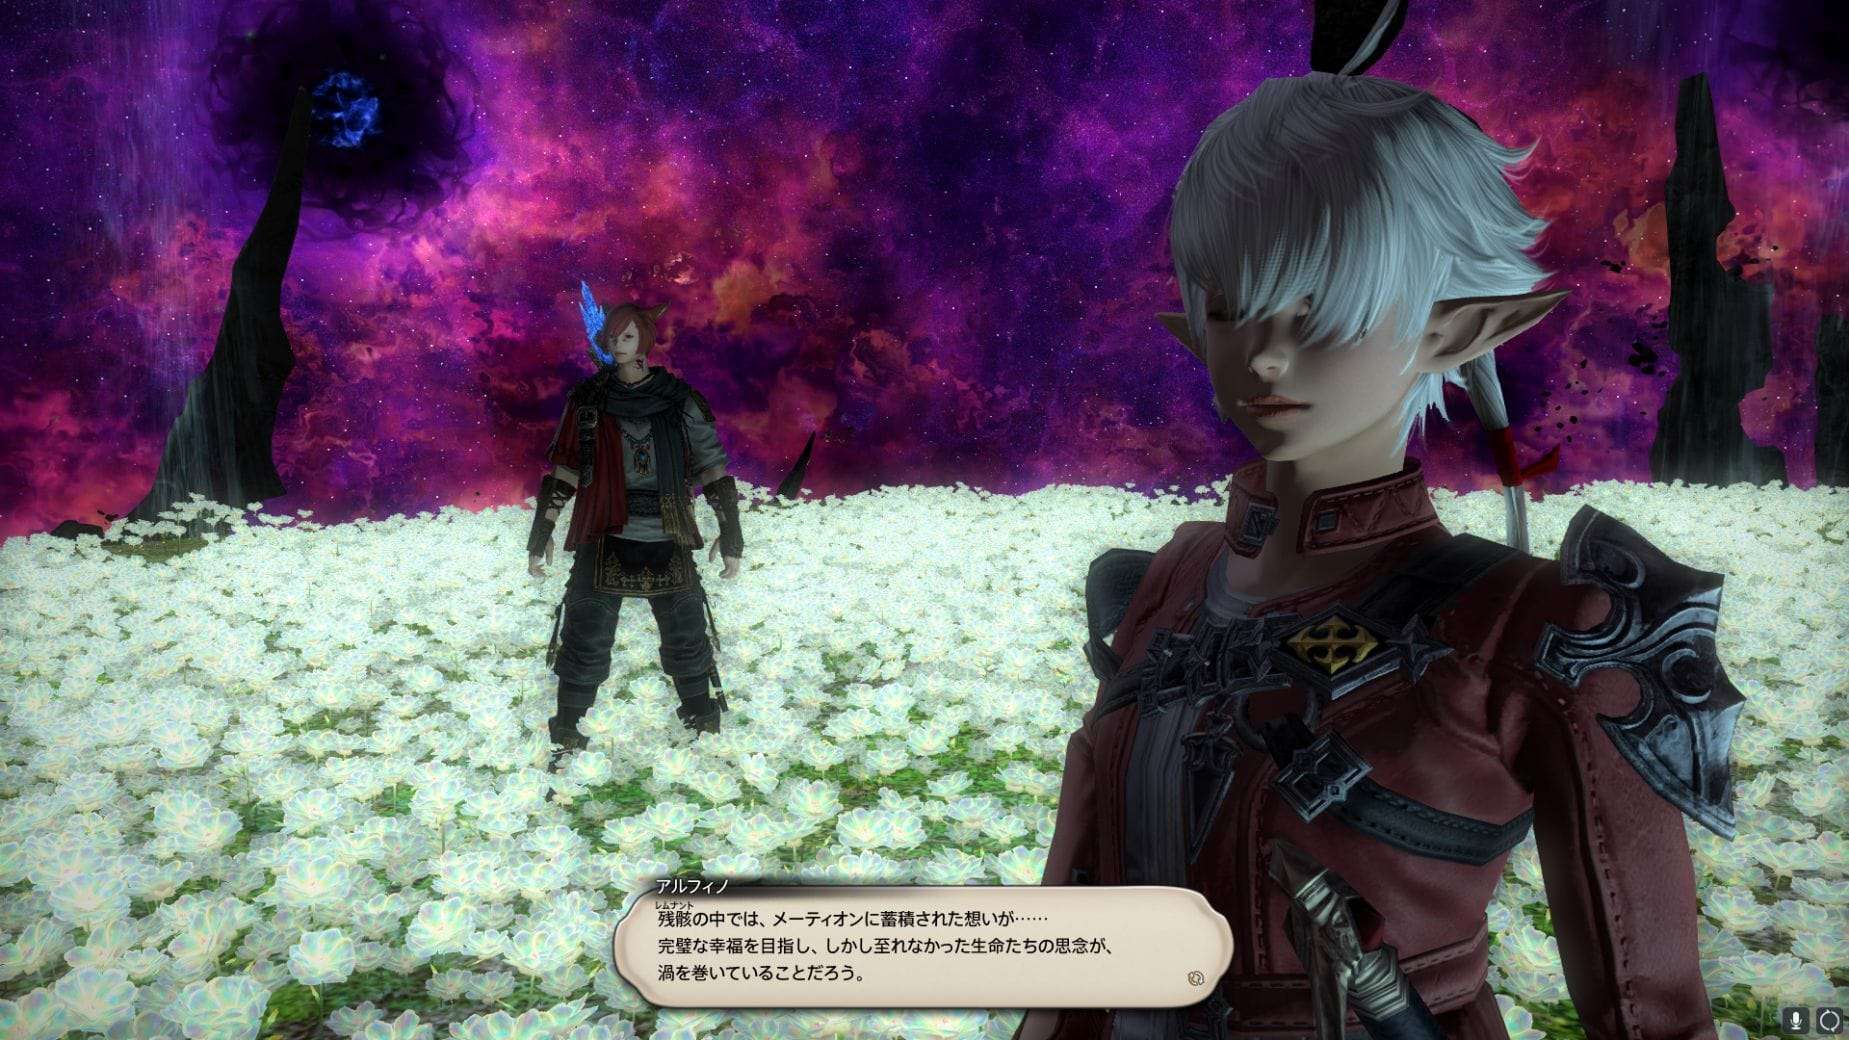 アルフィノ
レムナント
残骸の中では、メーティオンに蓄積された想いが……
完璧な幸福を目指し、しかし至れなかった生命たちの思念が、
渦を巻いていることだろう。